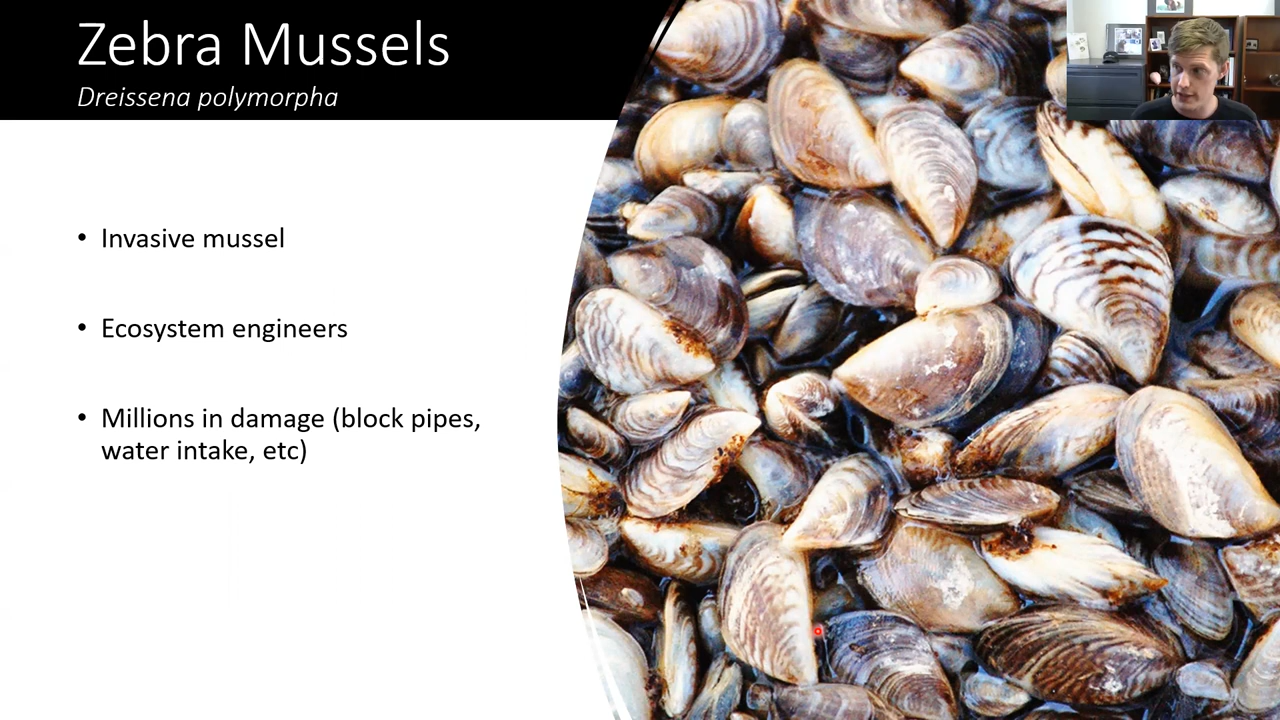 Zebra Mussels
Dreissena polymorpha
• Invasive mussel
• Ecosystem engineers
• Millions in damage (block pipes,
water intake, etc)